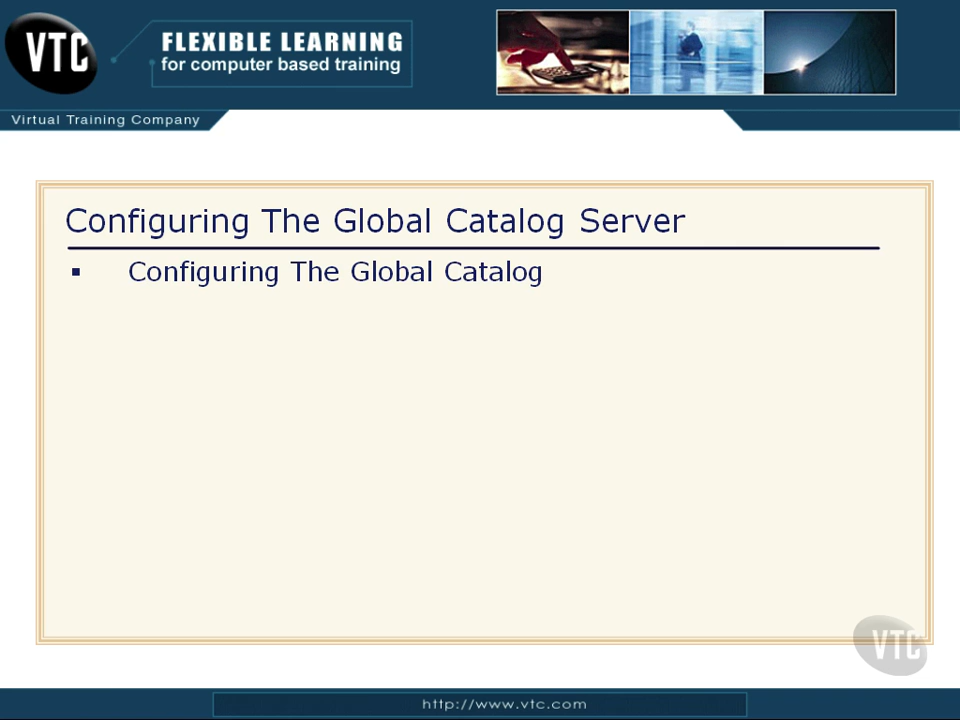 VTC
FLEXIBLE LEARNING
for computer based training
Virtual Training Company
Configuring The Global Catalog Server
▪ Configuring The Global Catalog
VTC
http://www.vtc.com